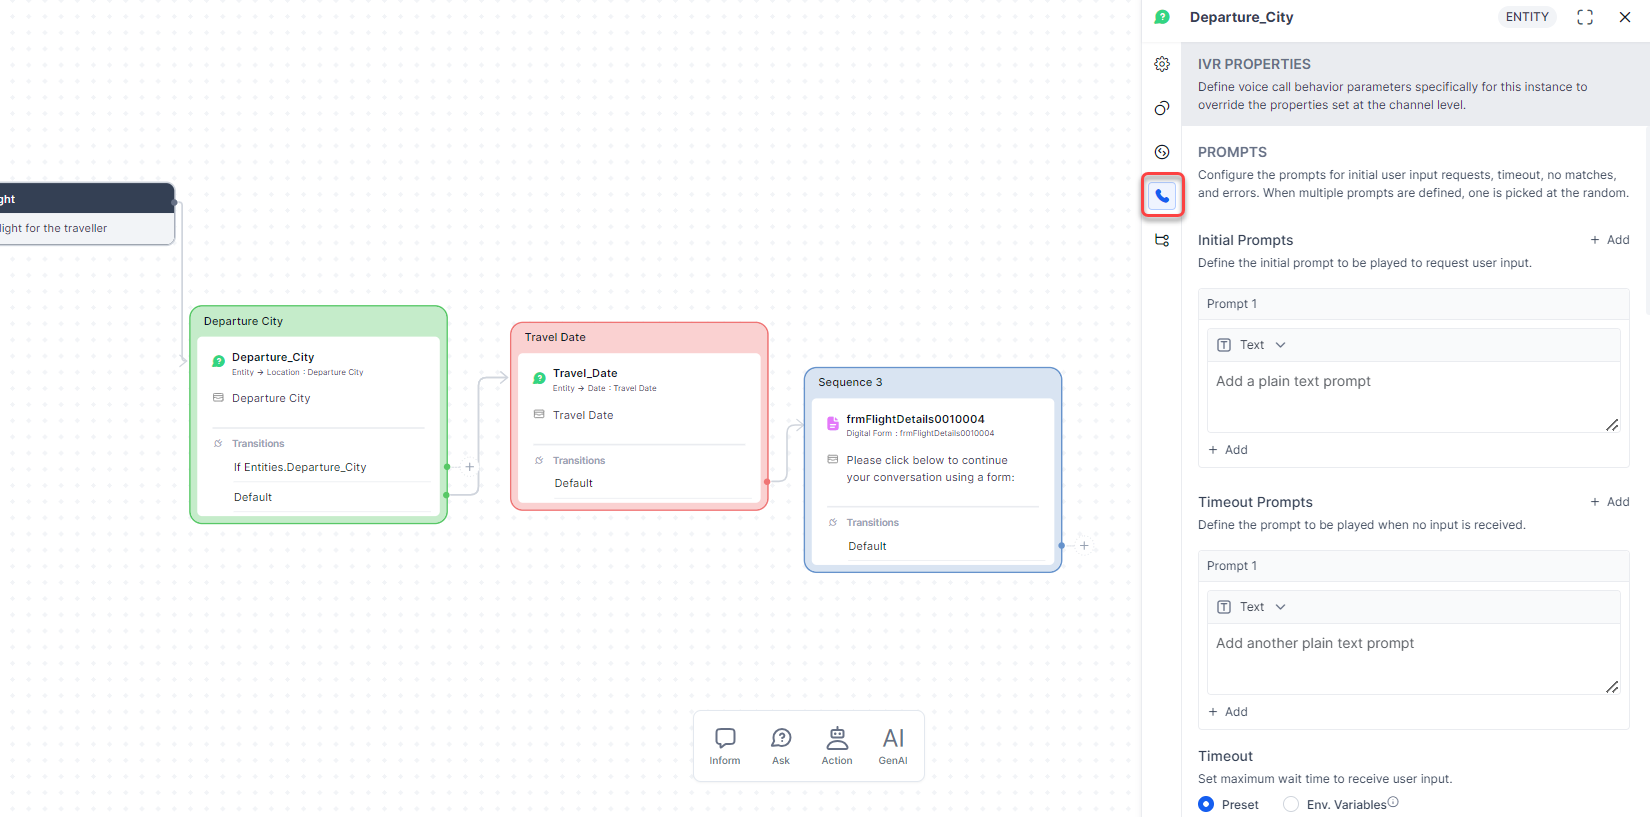 ght
light for the traveller
Departure City
Departure_City
Entity → Location : Departure City
Departure City
Transitions
If Entities.Departure_City
Default
Travel Date
Travel_Date
Entity → Date : Travel Date
Travel Date
Transitions
Default
Sequence 3
frmFlightDetails0010004
Digital Form : frmFlightDetails0010004
Please click below to continue
your conversation using a form:
Transitions
Default
Inform
Ask
Action
AI
GenAI
Departure_City
ENTITY
IVR PROPERTIES
Define voice call behavior parameters specifically for this instance to
override the properties set at the channel level.
PROMPTS
Configure the prompts for initial user input requests, timeout, no matches,
and errors. When multiple prompts are defined, one is picked at the random.
Initial Prompts
+ Add
Define the initial prompt to be played to request user input.
Prompt 1
Text
Add a plain text prompt
+ Add
Timeout Prompts
+ Add
Define the prompt to be played when no input is received.
Prompt 1
Text
Add another plain text prompt
+ Add
Timeout
Set maximum wait time to receive user input.
Preset
Env. Variables